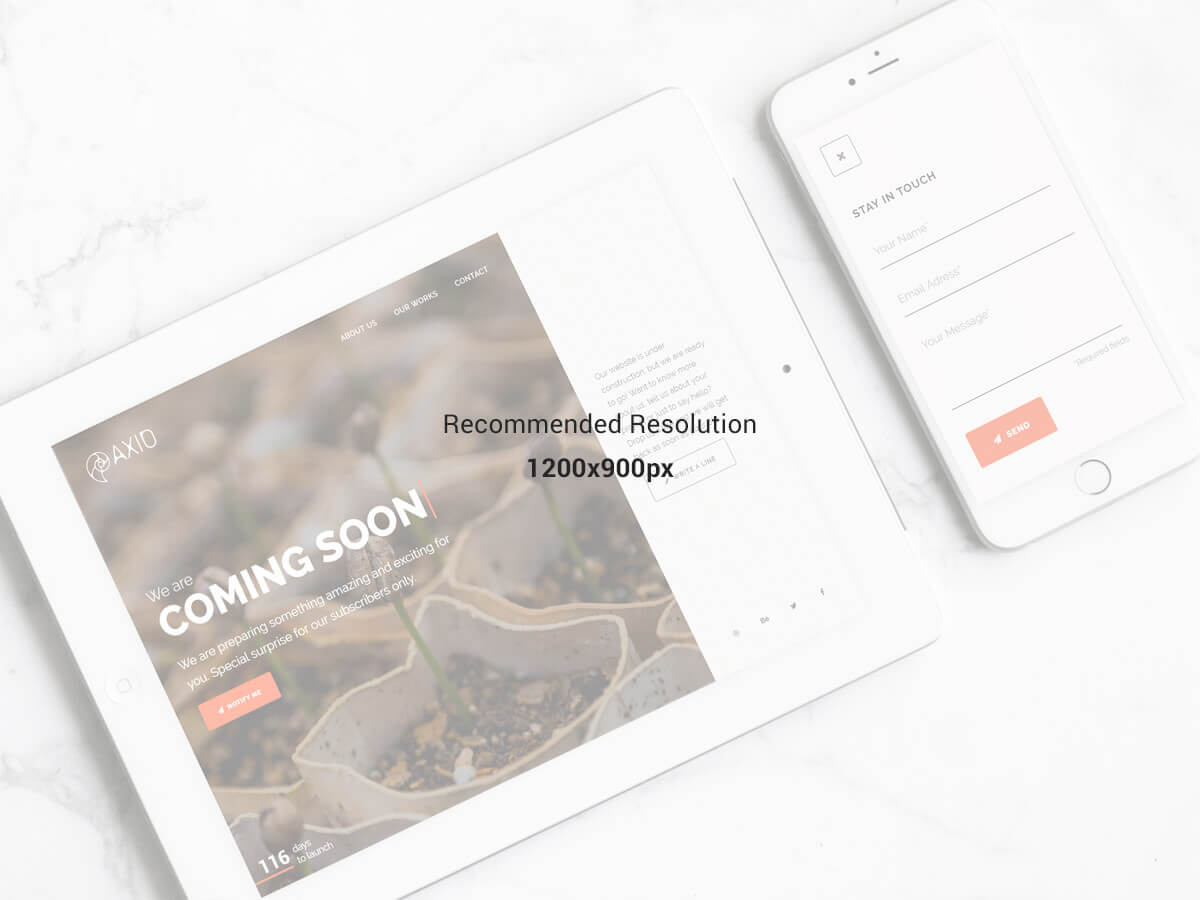 ABOUT US
OUR WORKS
CONTACT
AXIO
We are
COMING SOON
We are preparing something amazing and exciting for
you. Special surprise for our subscribers only.
NOTIFY ME
116
days
to launch
Our website is under
construction, but we are ready
to go! Want to know more
about us, tell us about your
or just to say hello?
Drop us will get
back as soon as
WRITE A LINE
Be
Recommended Resolution
1200x900px
STAY IN TOUCH
Your Name*
Email Adress*
Your Message*
*Required fields
SEND